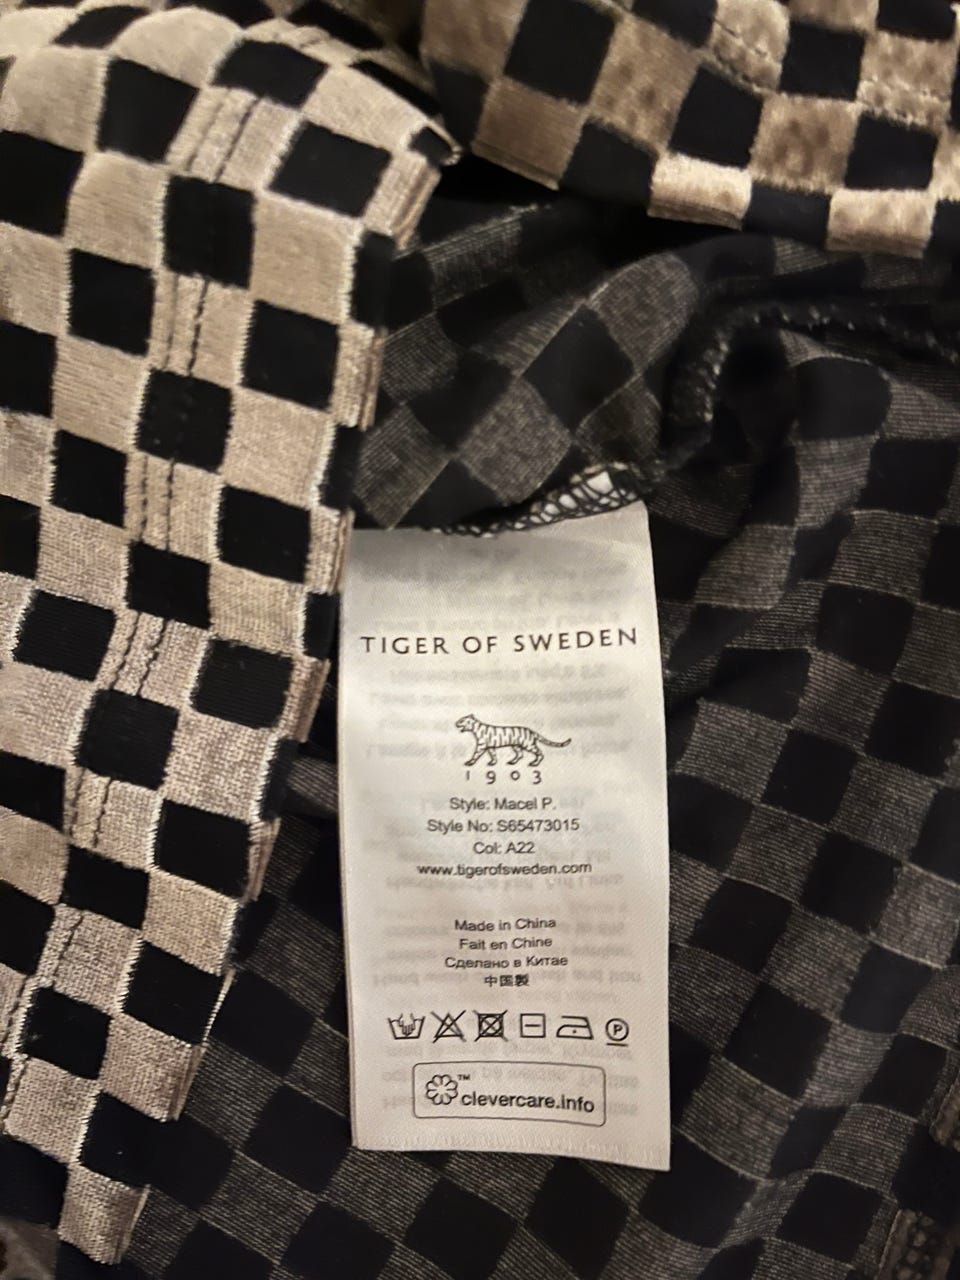 TIGER OF SWEDEN
1903
Style: Macel P.
Style No: S65473015
Col: A22
www.tigerofsweden.com
Made in China
Fait en Chine
Сделано в Китае
中国製
P
™
clevercare.info